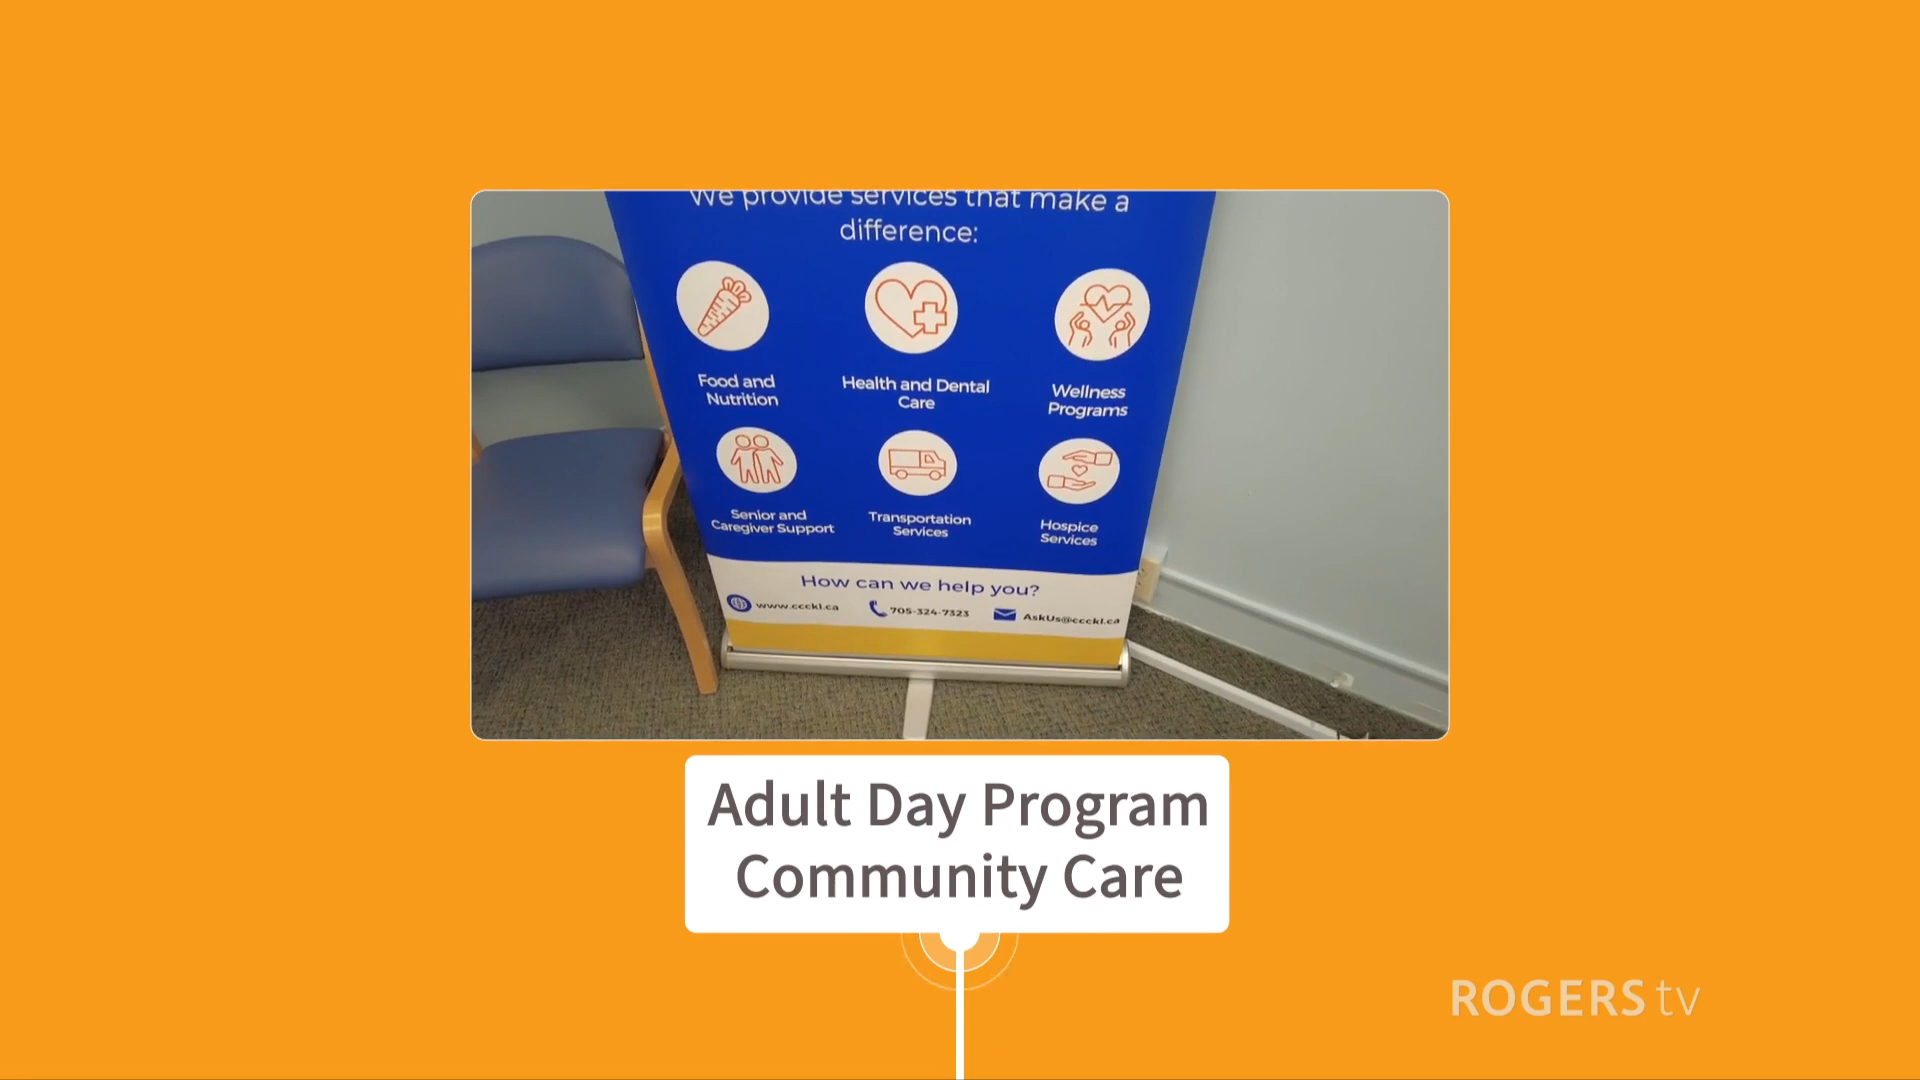 We provide services that make a
difference:
Food and
Nutrition
Health and Dental
Care
Wellness
Programs
Senior and
Caregiver Support
Transportation
Services
Hospice
Services
How can we help you?
www.ccckl.ca
705-324-7323
AskUs@ccckl.ca
Adult Day Program
Community Care
ROGERS tv